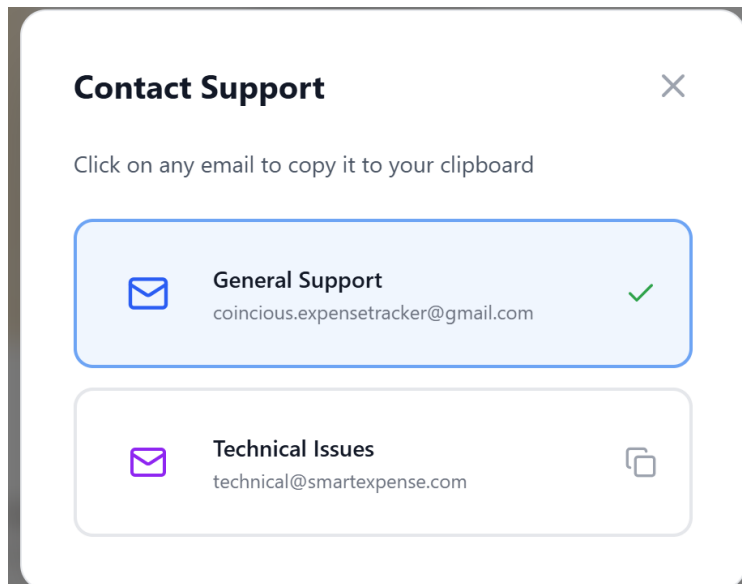 Contact Support
Click on any email to copy it to your clipboard
General Support
coincious.expensetracker@gmail.com
Technical Issues
technical@smartexpense.com